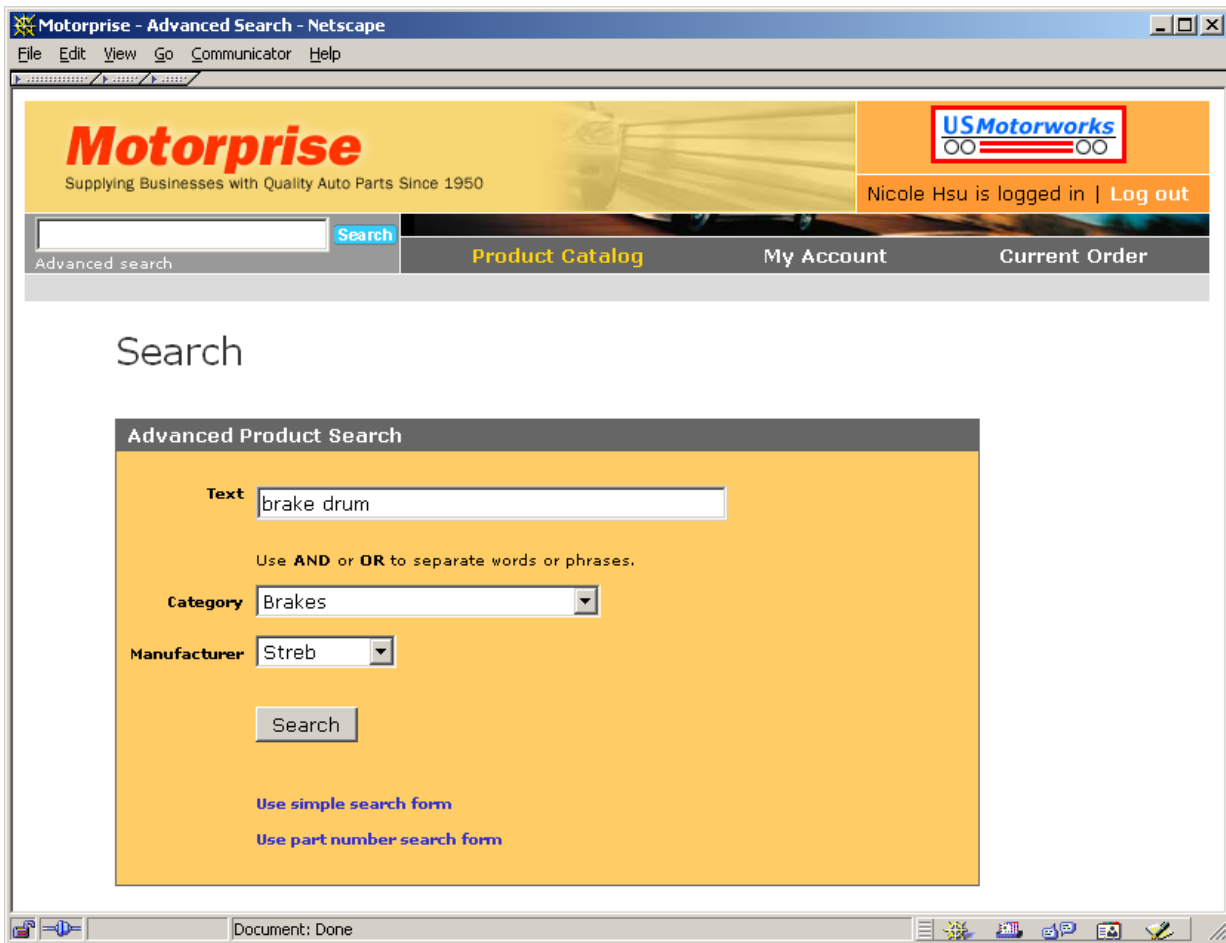 Motorprise - Advanced Search - Netscape
File Edit View Go Communicator Help
Motorprise
Supplying Businesses with Quality Auto Parts Since 1950
USMotorworks
Nicole Hsu is logged in | Log out
Search
Advanced search
Product Catalog My Account Current Order
Search
Advanced Product Search
Text brake drum
Use AND or OR to separate words or phrases.
Category Brakes
Manufacturer Streb
Search
Use simple search form
Use part number search form
Document: Done